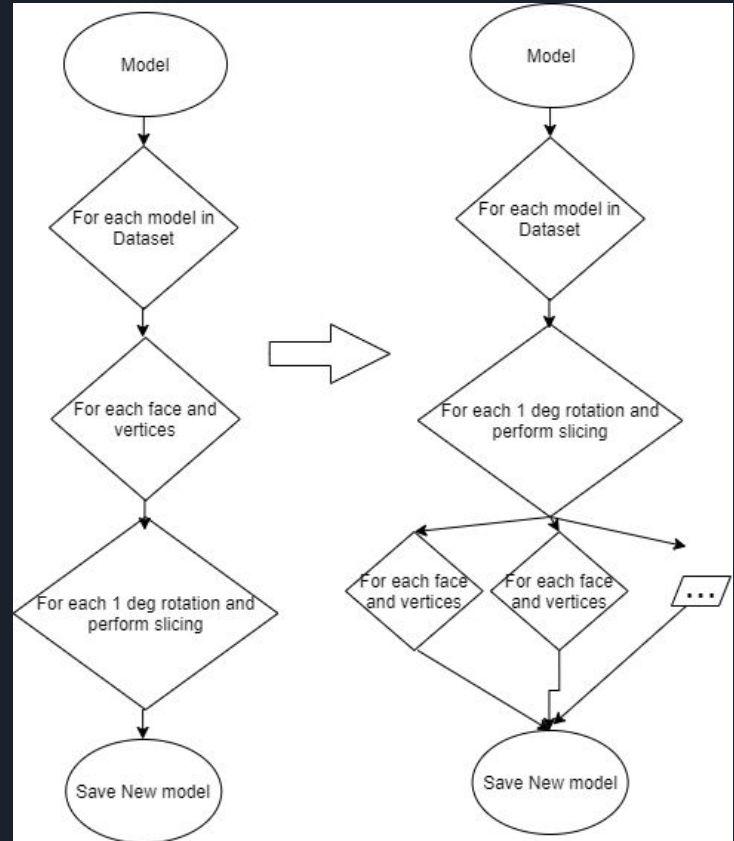 Model
For each model in
Dataset
For each face and
vertices
For each 1 deg rotation and
perform slicing
Save New model
Model
For each model in
Dataset
For each 1 deg rotation and
perform slicing
For each face
and vertices
For each face
and vertices
...
Save New model